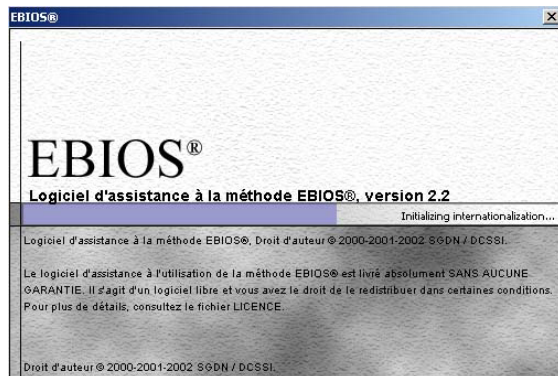 EBIOS®
EBIOS®
Logiciel d'assistance à la méthode EBIOS®, version 2.2
Initializing internationalization...
Logiciel d'assistance à la méthode EBIOS®, Droit d'auteur © 2000-2001-2002 SGDN / DCSSI.
Le logiciel d'assistance à l'utilisation de la méthode EBIOS® est livré absolument SANS AUCUNE
GARANTIE. Il s'agit d'un logiciel libre et vous avez le droit de le redistribuer dans certaines conditions.
Pour plus de détails, consultez le fichier LICENCE.
Droit d'auteur © 2000-2001-2002 SGDN / DCSSI.